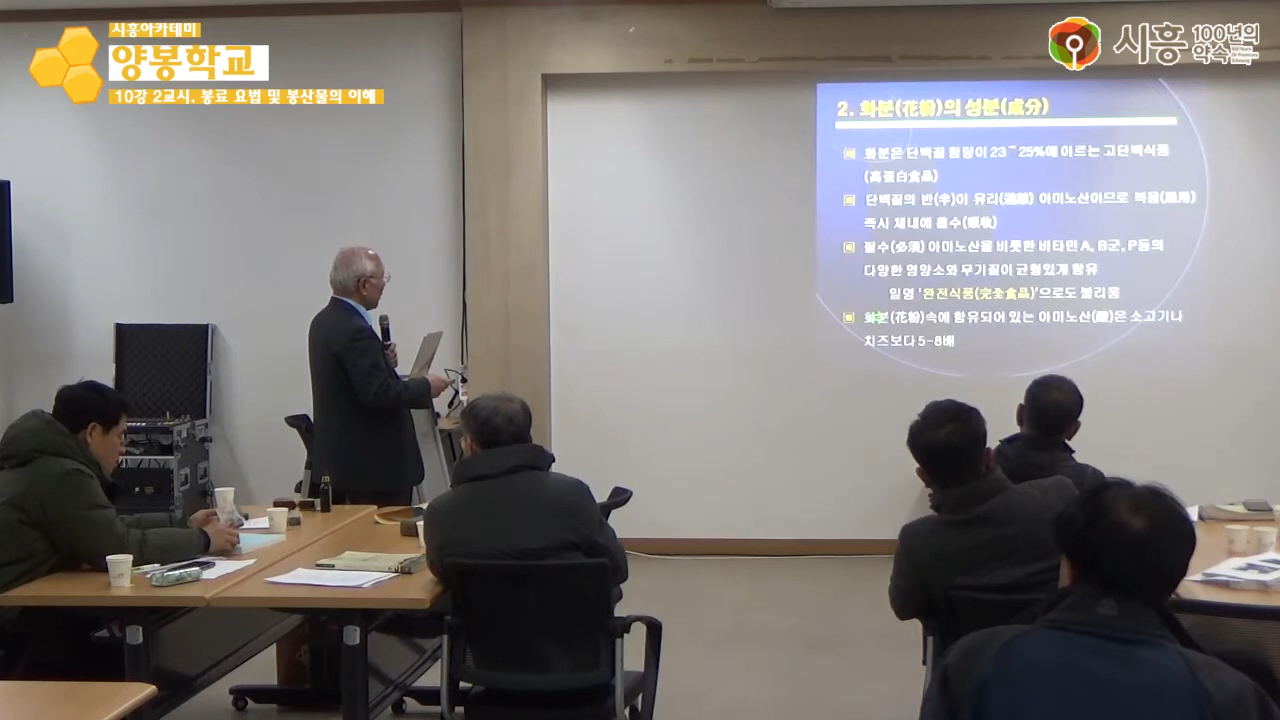 시흥아카데미
양봉학교
10강 2교시. 봉료 요법 및 봉산물의 이해
시흥 100년의 약속
2. 화분(花粉)의 성분(成分)
화분은 단백질 함량이 23~25%에 이르는 고단백식품
(高蛋白食品)
단백질의 반(半)이 유리(遊離) 아미노산이므로 복용(服用)
즉시 체내에 흡수(吸收)
필수(必須) 아미노산을 비롯한 비타민 A, B군, P등의
다양한 영양소와 무기질이 균형있게 함유
일명 '완전식품(完全食品)'으로도 불리움
화분(花粉)속에 함유되어 있는 아미노산(酸)은 소고기나
치즈보다 5-8배